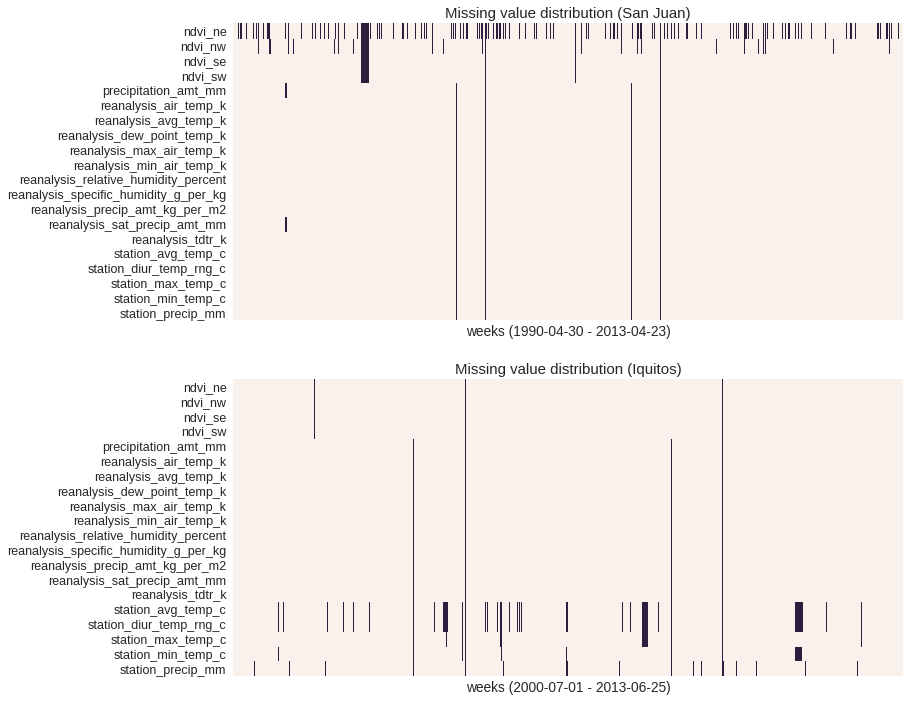 Missing value distribution (San Juan)
ndvi_ne
ndvi_nw
ndvi_se
ndvi_sw
precipitation_amt_mm
reanalysis_air_temp_k
reanalysis_avg_temp_k
reanalysis_dew_point_temp_k
reanalysis_max_air_temp_k
reanalysis_min_air_temp_k
reanalysis_relative_humidity_percent
reanalysis_specific_humidity_g_per_kg
reanalysis_precip_amt_kg_per_m2
reanalysis_sat_precip_amt_mm
reanalysis_tdtr_k
station_avg_temp_c
station_diur_temp_rng_c
station_max_temp_c
station_min_temp_c
station_precip_mm
weeks (1990-04-30 - 2013-04-23)
Missing value distribution (Iquitos)
ndvi_ne
ndvi_nw
ndvi_se
ndvi_sw
precipitation_amt_mm
reanalysis_air_temp_k
reanalysis_avg_temp_k
reanalysis_dew_point_temp_k
reanalysis_max_air_temp_k
reanalysis_min_air_temp_k
reanalysis_relative_humidity_percent
reanalysis_specific_humidity_g_per_kg
reanalysis_precip_amt_kg_per_m2
reanalysis_sat_precip_amt_mm
reanalysis_tdtr_k
station_avg_temp_c
station_diur_temp_rng_c
station_max_temp_c
station_min_temp_c
station_precip_mm
weeks (2000-07-01 - 2013-06-25)